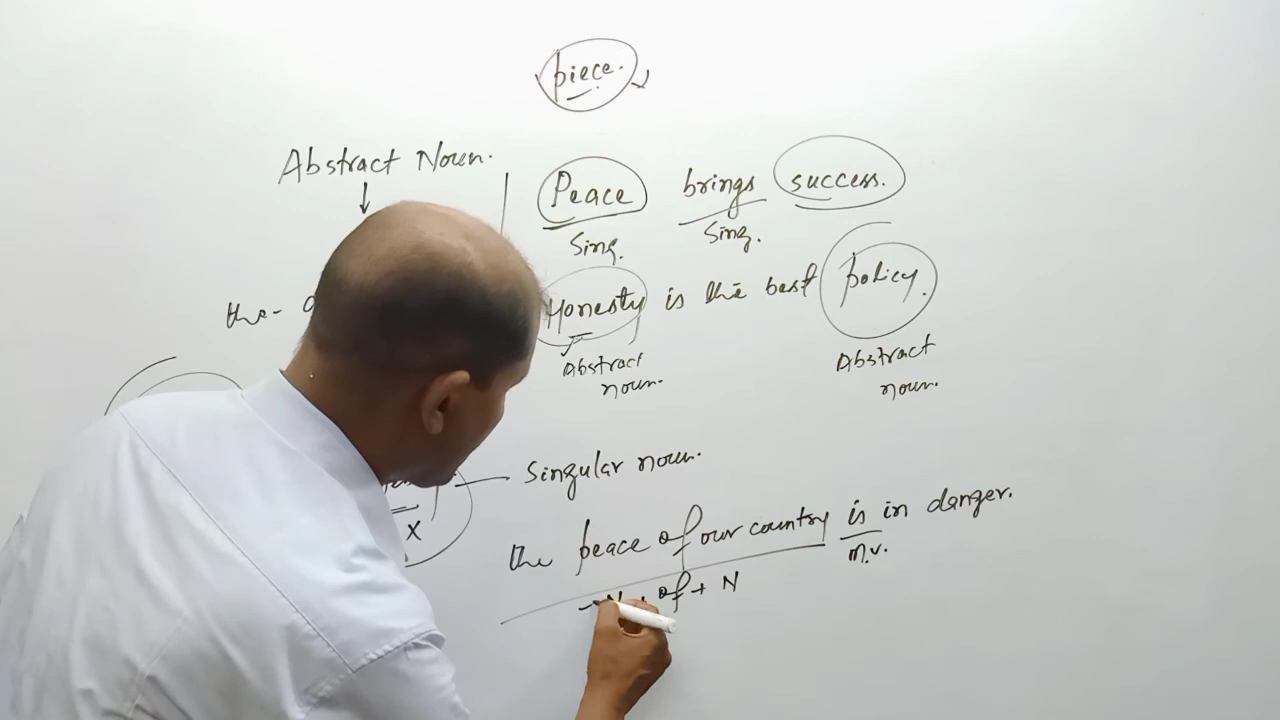 piece.
Abstract Noun.
Peace brings success.
Sing. Sing.
the-
Honesty is the best policy.
Abstract noun. Abstract noun.
Singular noun.
X
the peace of our country is in danger.
m.v.
N + of + N